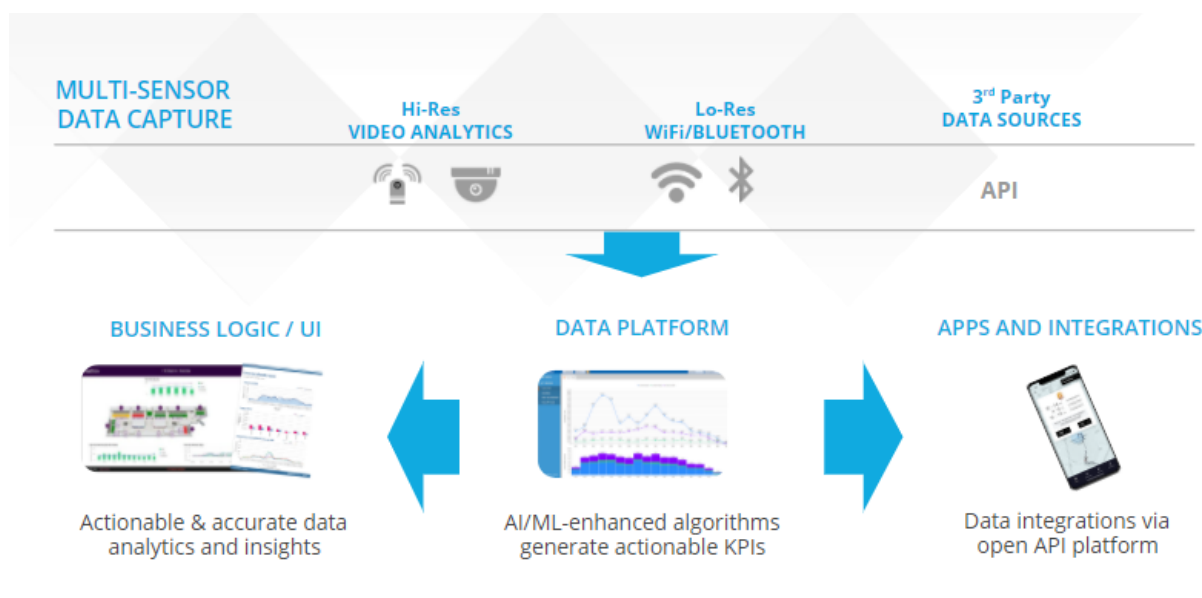 MULTI-SENSOR
DATA CAPTURE
Hi-Res
VIDEO ANALYTICS
Lo-Res
WiFi/BLUETOOTH
3rd Party
DATA SOURCES
API
BUSINESS LOGIC / UI
DATA PLATFORM
APPS AND INTEGRATIONS
Actionable & accurate data
analytics and insights
AI/ML-enhanced algorithms
generate actionable KPIs
Data integrations via
open API platform